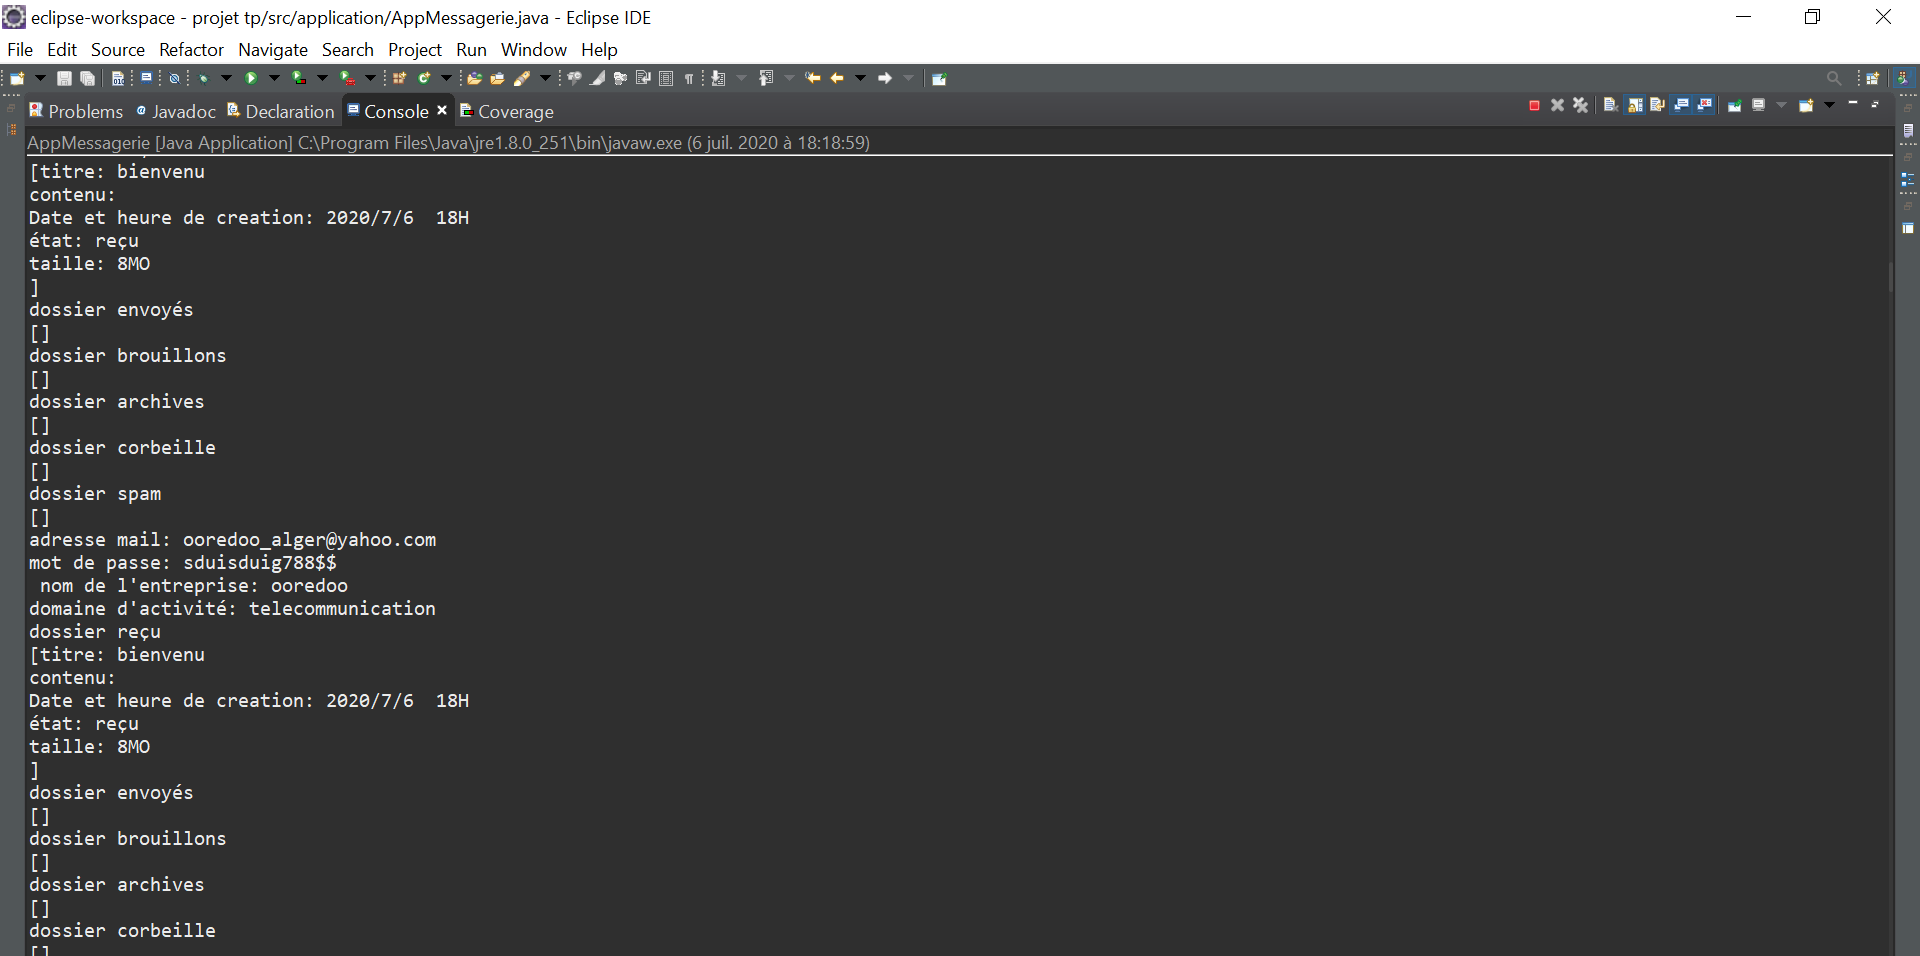 eclipse-workspace - projet tp/src/application/AppMessagerie.java - Eclipse IDE
File Edit Source Refactor Navigate Search Project Run Window Help
Problems Javadoc Declaration Console Coverage
AppMessagerie [Java Application] C:\Program Files\Java\jre1.8.0_251\bin\javaw.exe (6 juil. 2020 à 18:18:59)
[titre: bienvenu
contenu:
Date et heure de creation: 2020/7/6  18H
état: reçu
taille: 8MO
]
dossier envoyés
[]
dossier brouillons
[]
dossier archives
[]
dossier corbeille
[]
dossier spam
[]
adresse mail: ooredoo_alger@yahoo.com
mot de passe: sduisduig788$$
 nom de l'entreprise: ooredoo
domaine d'activité: telecommunication
dossier reçu
[titre: bienvenu
contenu:
Date et heure de creation: 2020/7/6  18H
état: reçu
taille: 8MO
]
dossier envoyés
[]
dossier brouillons
[]
dossier archives
[]
dossier corbeille
[]